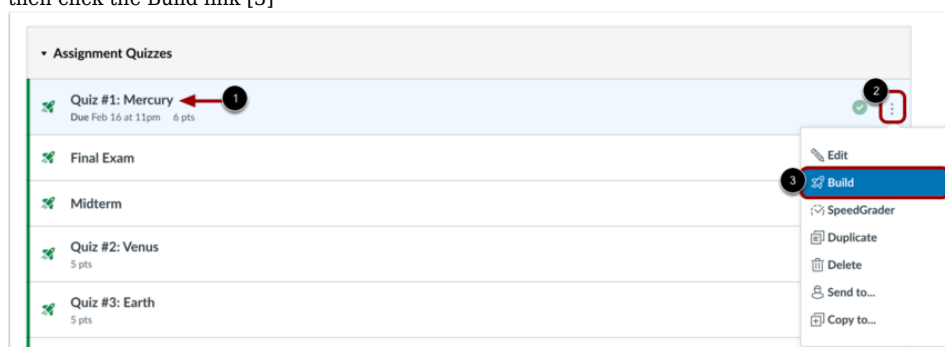 then click the Build link [3]
Assignment Quizzes
Quiz #1: Mercury 1
Due Feb 16 at 11pm 6 pts
2
Final Exam
Midterm
Quiz #2: Venus
5 pts
Quiz #3: Earth
5 pts
Edit
3 Build
SpeedGrader
Duplicate
Delete
Send to...
Copy to...